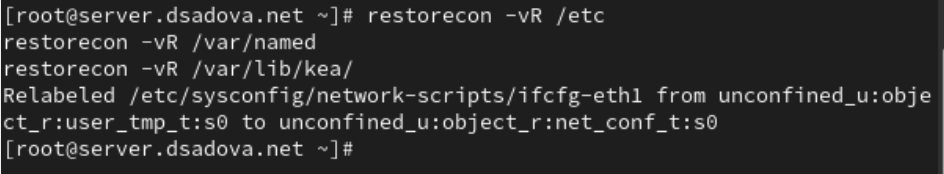 [root@server.dsadova.net ~]# restorecon -vR /etc
restorecon -vR /var/named
restorecon -vR /var/lib/kea/
Relabeled /etc/sysconfig/network-scripts/ifcfg-eth1 from unconfined_u:obje
ct_r:user_tmp_t:s0 to unconfined_u:object_r:net_conf_t:s0
[root@server.dsadova.net ~]#